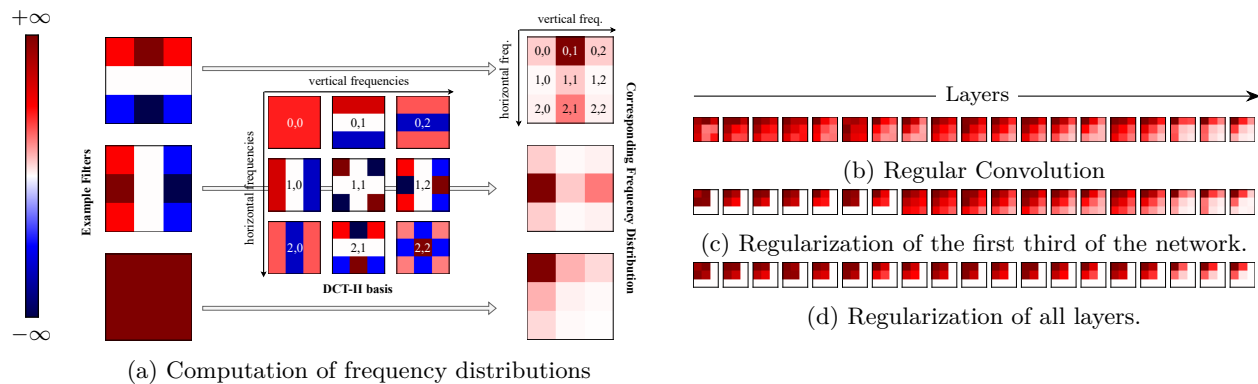 +∞
−∞
Example Filters
vertical frequencies
horizontal frequencies
0,0 0,1 0,2
1,0 1,1 1,2
2,0 2,1 2,2
DCT-II basis
vertical freq.
horizontal freq.
0,0 0,1 0,2
1,0 1,1 1,2
2,0 2,1 2,2
Corresponding Frequency Distribution
(a) Computation of frequency distributions
Layers
(b) Regular Convolution
(c) Regularization of the first third of the network.
(d) Regularization of all layers.